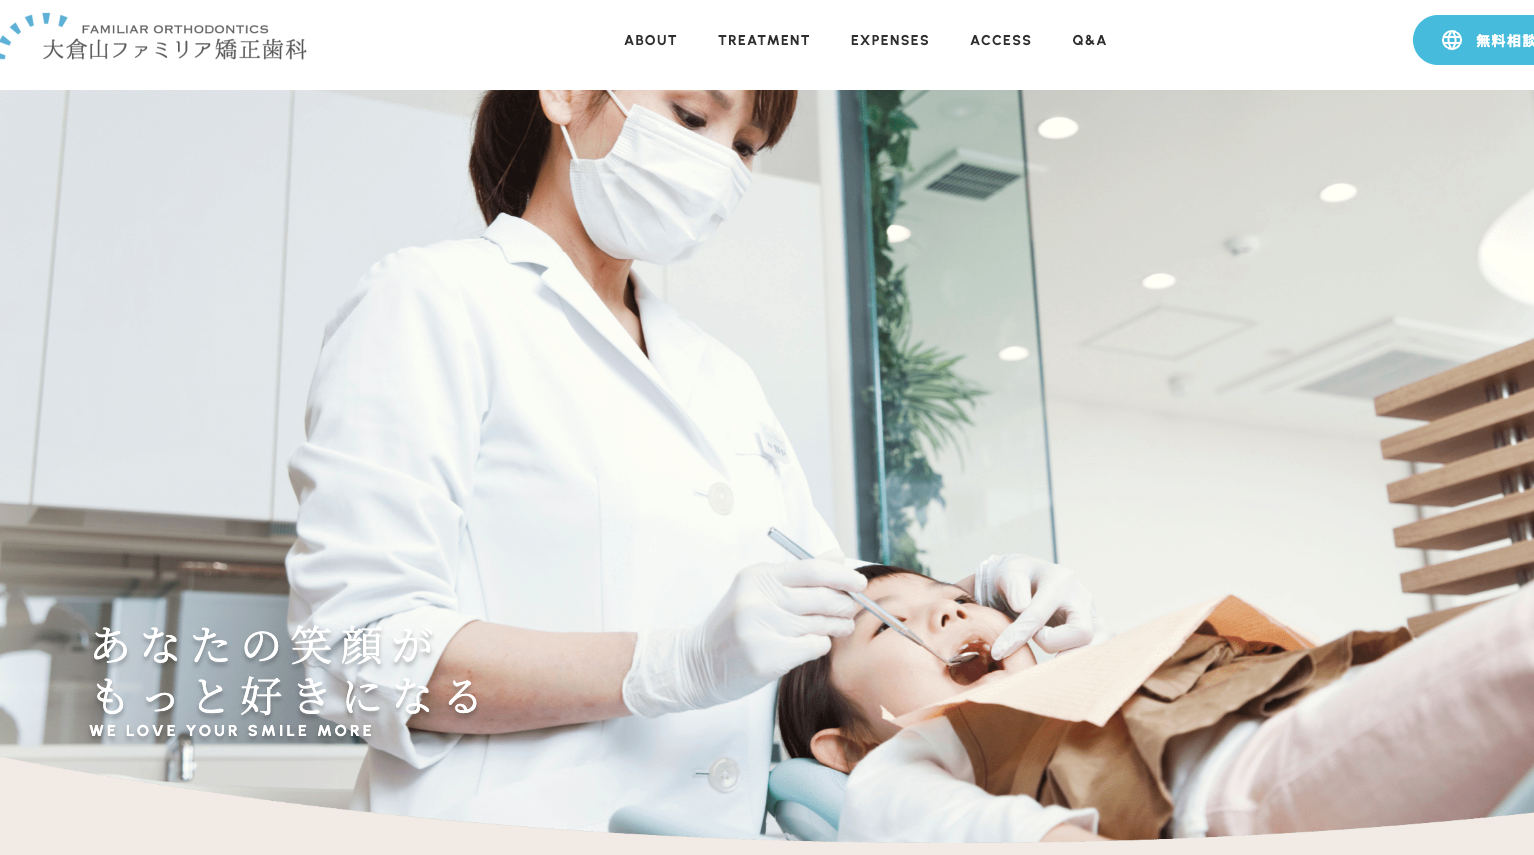 FAMILIAR ORTHODONTICS
大倉山ファミリア矯正歯科
ABOUT
TREATMENT
EXPENSES
ACCESS
Q&A
無料相談
あなたの笑顔が
もっと好きになる
WE LOVE YOUR SMILE MORE